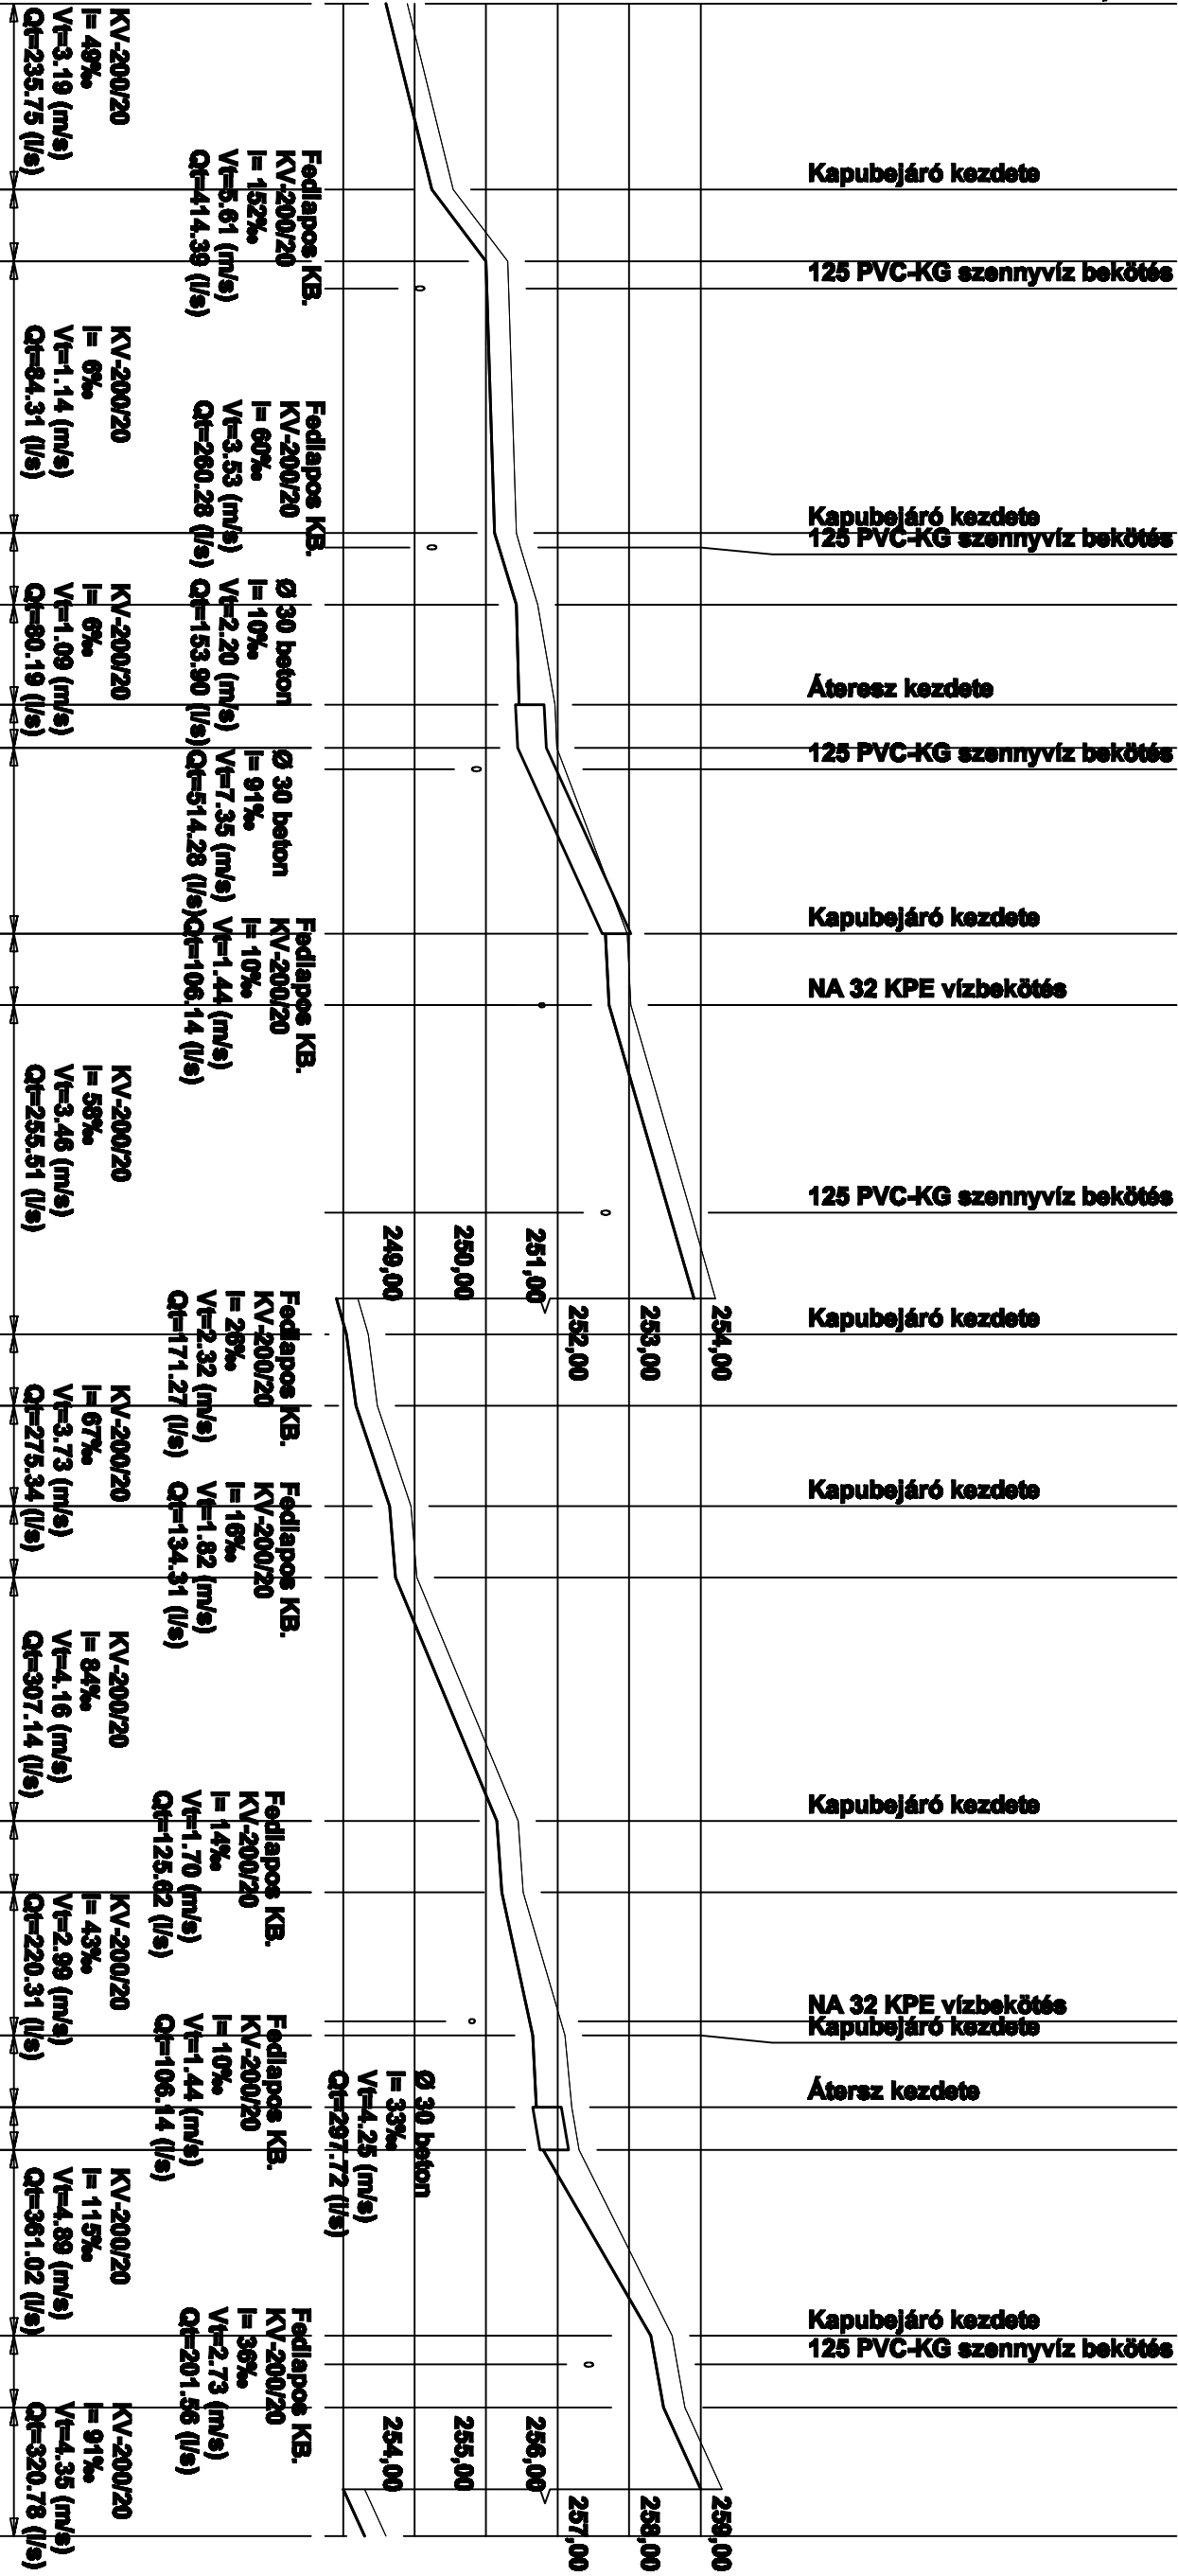 Kapubejáró kezdete
125 PVC-KG szennyvíz bekötés
Kapubejáró kezdete
125 PVC-KG szennyvíz bekötés
Áteresz kezdete
125 PVC-KG szennyvíz bekötés
Kapubejáró kezdete
NA 32 KPE vízbekötés
125 PVC-KG szennyvíz bekötés
Kapubejáró kezdete
Kapubejáró kezdete
Kapubejáró kezdete
NA 32 KPE vízbekötés
Kapubejáró kezdete
Átersz kezdete
Kapubejáró kezdete
125 PVC-KG szennyvíz bekötés
KV-200/20
I= 49‰
Vt=3.19 (m/s)
Qt=235.75 (l/s)
Fedlapos KB.
KV-200/20
I= 152‰
Vt=5.61 (m/s)
Qt=414.39 (l/s)
KV-200/20
I= 6‰
Vt=1.14 (m/s)
Qt=84.31 (l/s)
Fedlapos KB.
KV-200/20
I= 60‰
Vt=3.53 (m/s)
Qt=260.28 (l/s)
KV-200/20
I= 6‰
Vt=1.09 (m/s)
Qt=80.19 (l/s)
Ø 30 beton
I= 10‰
Vt=2.20 (m/s)
Qt=153.90 (l/s)
Ø 30 beton
I= 91‰
Vt=7.35 (m/s)
Qt=514.28 (l/s)
Fedlapos KB.
KV-200/20
I= 10‰
Vt=1.44 (m/s)
Qt=106.14 (l/s)
KV-200/20
I= 58‰
Vt=3.46 (m/s)
Qt=255.51 (l/s)
254,00
253,00
252,00
251,00
250,00
249,00
Fedlapos KB.
KV-200/20
I= 26‰
Vt=2.32 (m/s)
Qt=171.27 (l/s)
KV-200/20
I= 67‰
Vt=3.73 (m/s)
Qt=275.34 (l/s)
Fedlapos KB.
KV-200/20
I= 16‰
Vt=1.82 (m/s)
Qt=134.31 (l/s)
KV-200/20
I= 84‰
Vt=4.16 (m/s)
Qt=307.14 (l/s)
Fedlapos KB.
KV-200/20
I= 14‰
Vt=1.70 (m/s)
Qt=125.62 (l/s)
KV-200/20
I= 43‰
Vt=2.99 (m/s)
Qt=220.31 (l/s)
Fedlapos KB.
KV-200/20
I= 10‰
Vt=1.44 (m/s)
Qt=106.14 (l/s)
Ø 30 beton
I= 33‰
Vt=4.25 (m/s)
Qt=297.72 (l/s)
KV-200/20
I= 115‰
Vt=4.89 (m/s)
Qt=361.02 (l/s)
Fedlapos KB.
KV-200/20
I= 36‰
Vt=2.73 (m/s)
Qt=201.56 (l/s)
KV-200/20
I= 91‰
Vt=4.35 (m/s)
Qt=320.78 (l/s)
259,00
258,00
257,00
256,00
255,00
254,00